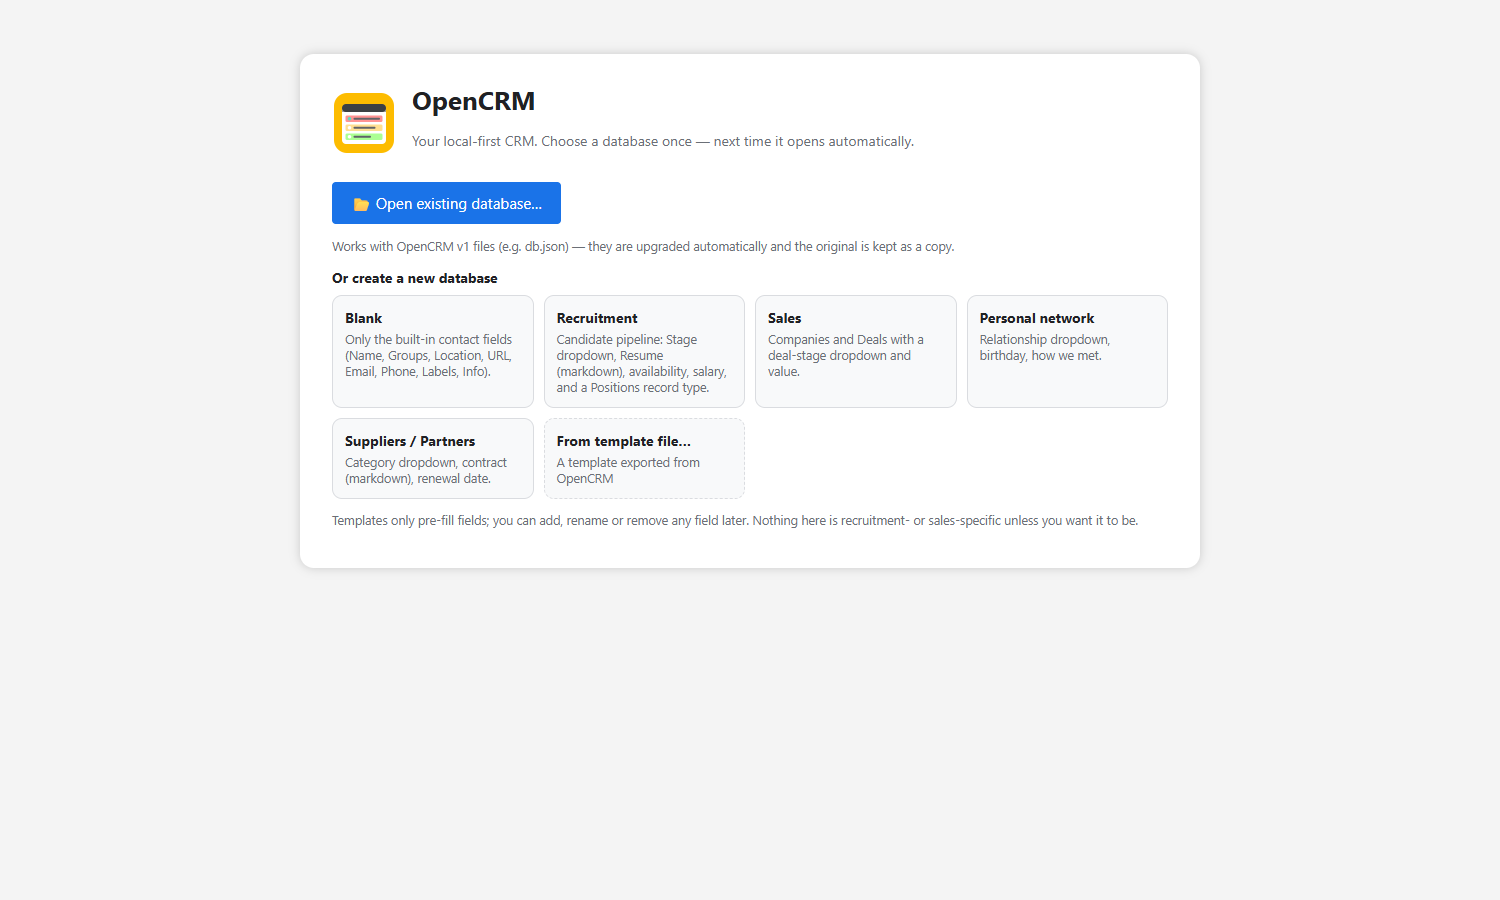 OpenCRM
Your local-first CRM. Choose a database once — next time it opens automatically.
Open existing database...
Works with OpenCRM v1 files (e.g. db.json) — they are upgraded automatically and the original is kept as a copy.
Or create a new database
Blank
Only the built-in contact fields
(Name, Groups, Location, URL,
Email, Phone, Labels, Info).
Recruitment
Candidate pipeline: Stage
dropdown, Resume
(markdown), availability, salary,
and a Positions record type.
Sales
Companies and Deals with a
deal-stage dropdown and
value.
Personal network
Relationship dropdown,
birthday, how we met.
Suppliers / Partners
Category dropdown, contract
(markdown), renewal date.
From template file...
A template exported from
OpenCRM
Templates only pre-fill fields; you can add, rename or remove any field later. Nothing here is recruitment- or sales-specific unless you want it to be.